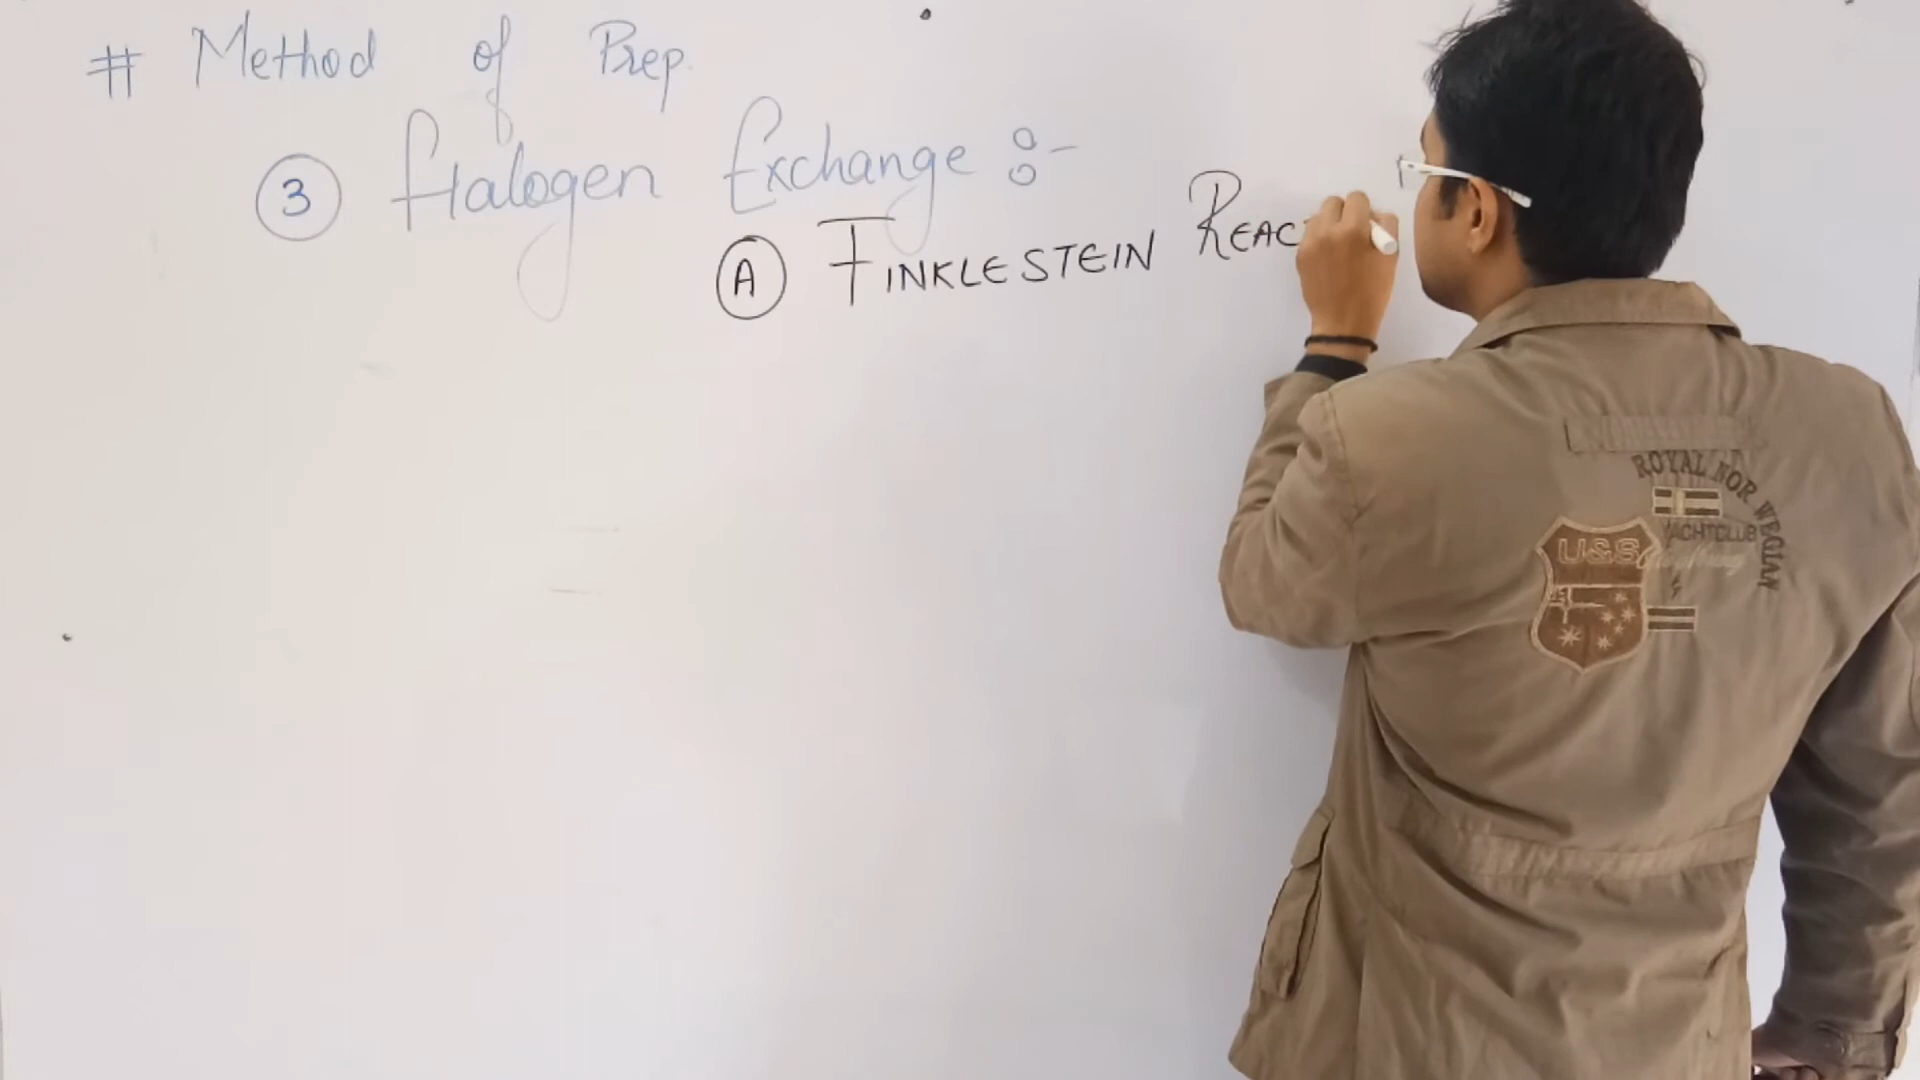 # Method of Prep.
3 Halogen Exchange :-
A FINKLESTEIN REAC
ROYAL NOR WEGIAN
YACHTCLUB
U&S